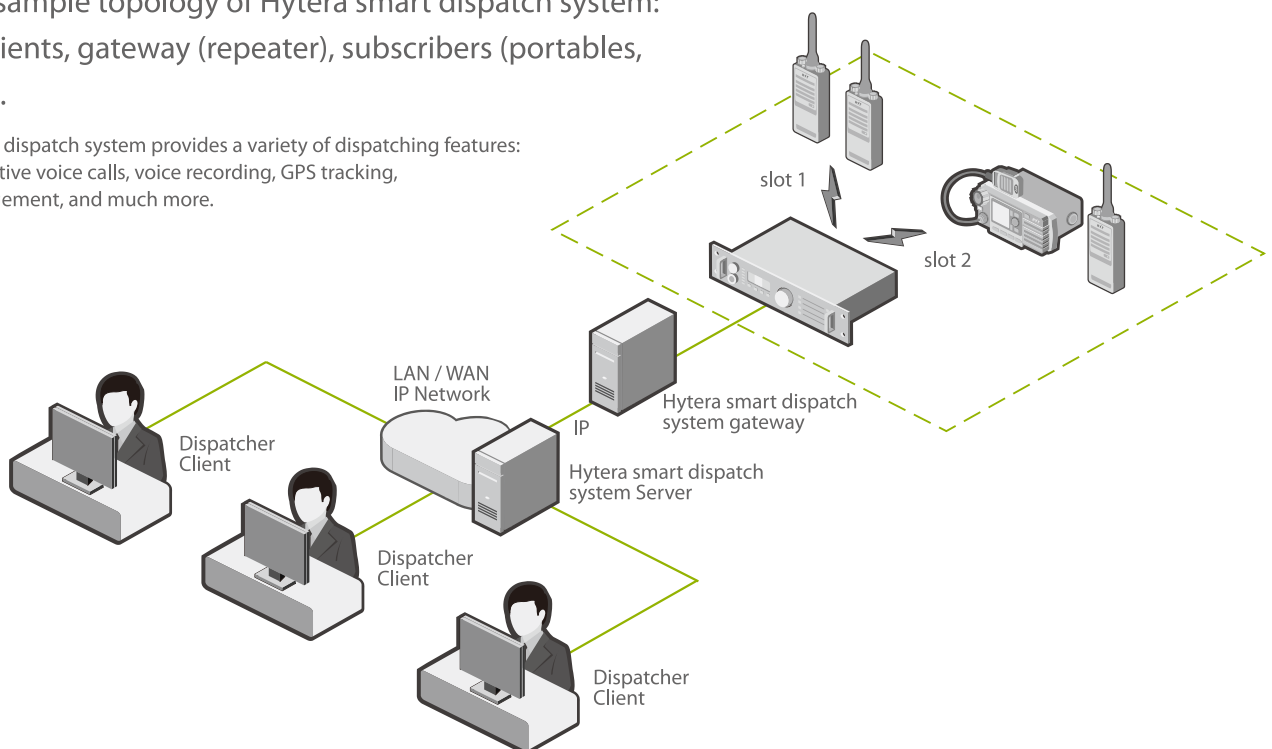 sample topology of Hytera smart dispatch system:
ients, gateway (repeater), subscribers (portables,
.
dispatch system provides a variety of dispatching features:
tive voice calls, voice recording, GPS tracking,
ement, and much more.
slot 1
slot 2
LAN / WAN
IP Network
IP
Hytera smart dispatch
system gateway
Hytera smart dispatch
system Server
Dispatcher
Client
Dispatcher
Client
Dispatcher
Client